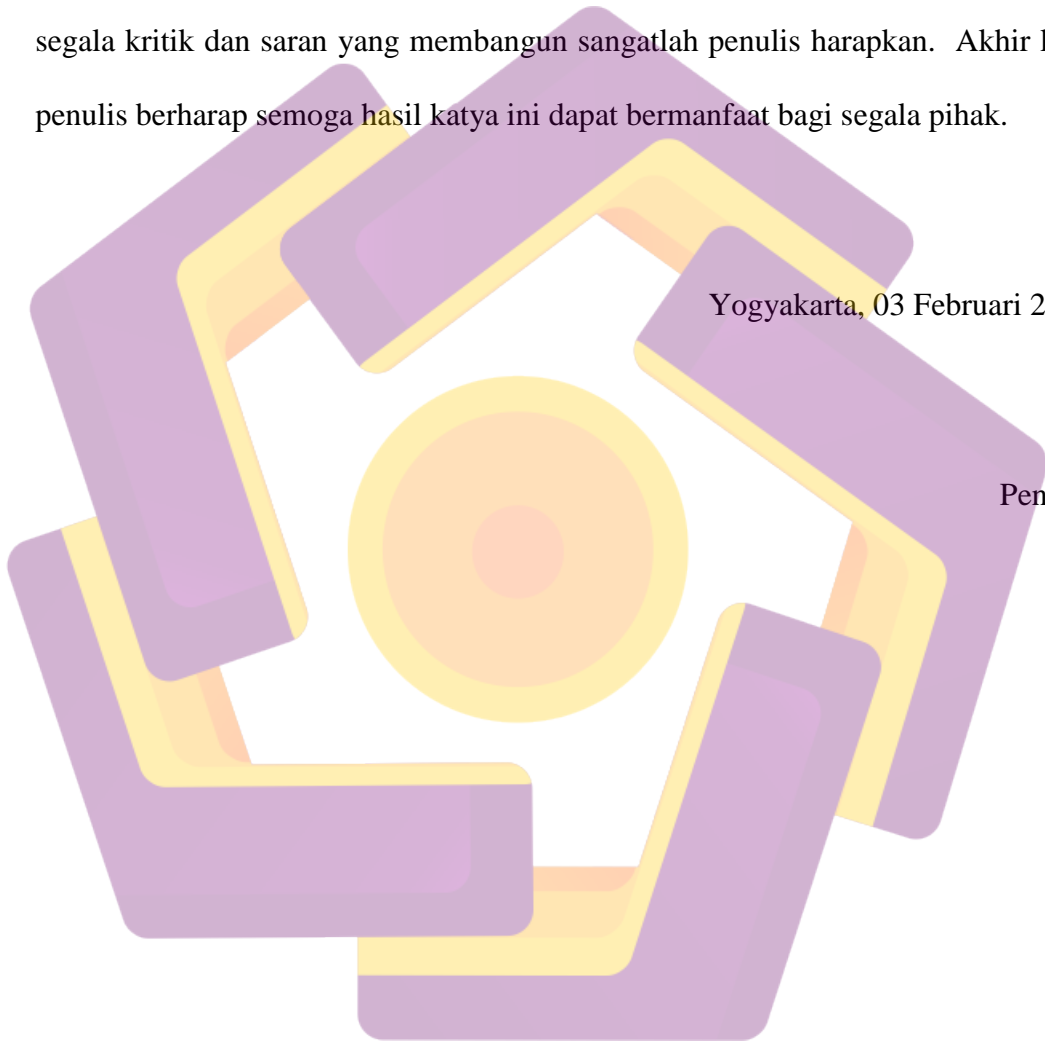 segala kritik dan saran yang membangun sangatlah penulis harapkan. Akhir
penulis berharap semoga hasil katya ini dapat bermanfaat bagi segala pihak.
Yogyakarta, 03 Februari